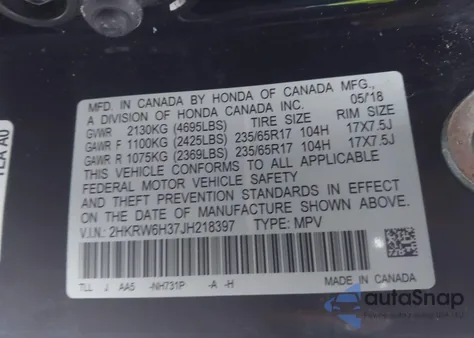 MFD. IN CANADA BY HONDA OF CANADA MFG.,
A DIVISION OF HONDA CANADA INC. 05/18
GVWR 2130KG (4695LBS) TIRE SIZE RIM SIZE
GAWR F 1100KG (2425LBS) 235/65R17 104H 17X7.5J
GAWR R 1075KG (2369LBS) 235/65R17 104H 17X7.5J
THIS VEHICLE CONFORMS TO ALL APPLICABLE
FEDERAL MOTOR VEHICLE SAFETY
AND THEFT PREVENTION STANDARDS IN EFFECT
ON THE DATE OF MANUFACTURE SHOWN ABOVE.
V.I.N.: 2HKRW6H37JH218397 TYPE: MPV
TLL J AA5 -NH731P -A -H MADE IN CANADA
TEA A0
autoSnap